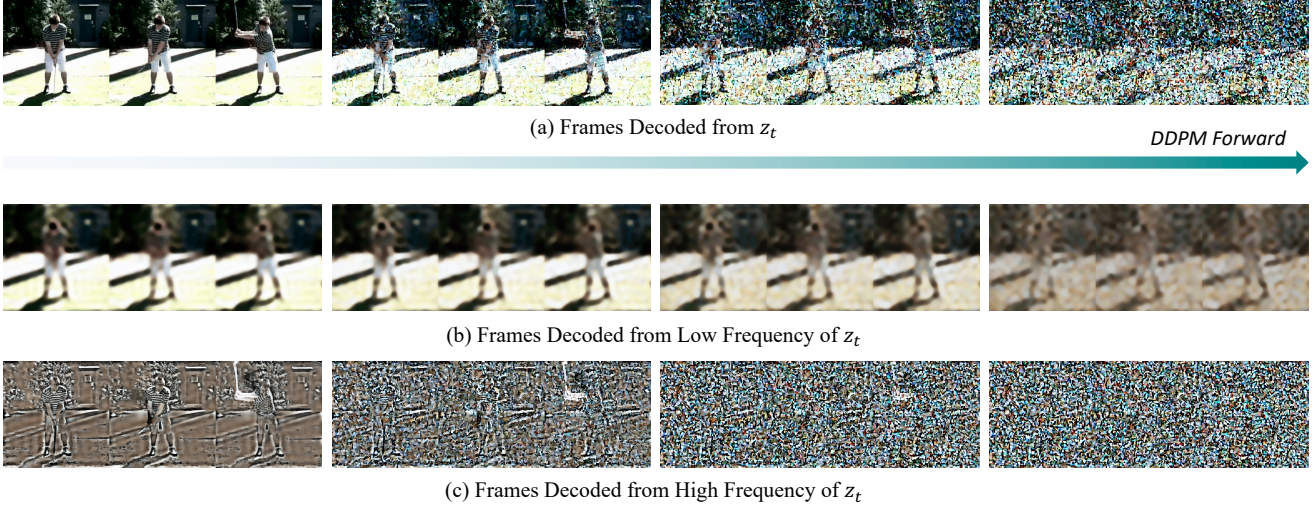 (a) Frames Decoded from $z_t$
DDPM Forward
(b) Frames Decoded from Low Frequency of $z_t$
(c) Frames Decoded from High Frequency of $z_t$